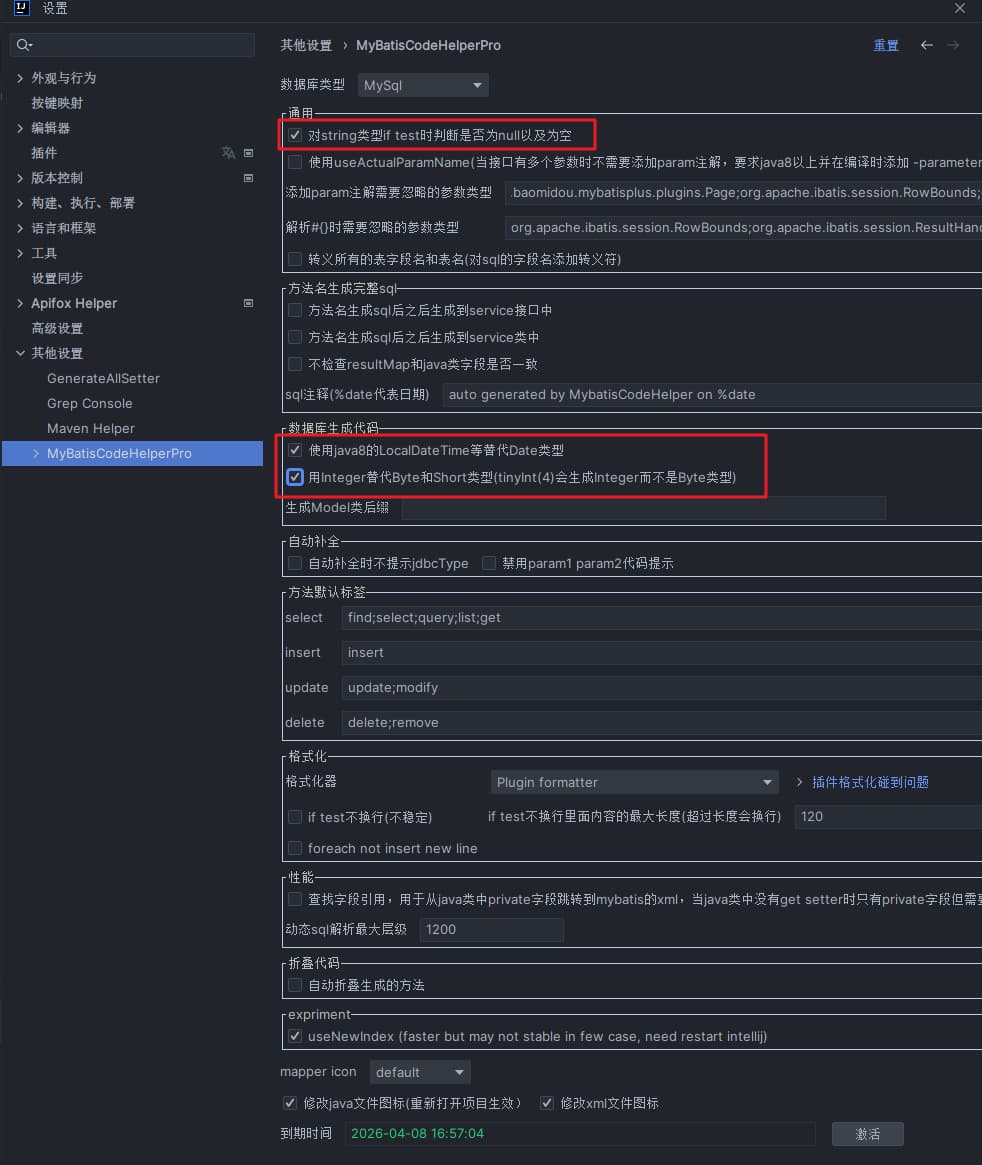 设置
其他设置 › MyBatisCodeHelperPro 重置
外观与行为
按键映射
编辑器
插件
版本控制
构建、执行、部署
语言和框架
工具
设置同步
Apifox Helper
高级设置
其他设置
GenerateAllSetter
Grep Console
Maven Helper
MyBatisCodeHelperPro
数据库类型 MySql
通用
对string类型if test时判断是否为null以及为空
使用useActualParamName(当接口有多个参数时不需要添加param注解，要求java8以上并在编译时添加 -parameter
添加param注解需要忽略的参数类型 baomidou.mybatisplus.plugins.Page;org.apache.ibatis.session.RowBounds;
解析#{}时需要忽略的参数类型 org.apache.ibatis.session.RowBounds;org.apache.ibatis.session.ResultHan
转义所有的表字段名和表名(对sql的字段名添加转义符)
方法名生成完整sql
方法名生成sql后之后生成到service接口中
方法名生成sql后之后生成到service类中
不检查resultMap和java类字段是否一致
sql注释(%date代表日期) auto generated by MybatisCodeHelper on %date
数据库生成代码
使用java8的LocalDateTime等替代Date类型
用Integer替代Byte和Short类型(tinyInt(4)会生成Integer而不是Byte类型)
生成Model类后缀
自动补全
自动补全时不提示jdbcType 禁用param1 param2代码提示
方法默认标签
select find;select;query;list;get
insert insert
update update;modify
delete delete;remove
格式化
格式化器 Plugin formatter 插件格式化碰到问题
if test不换行(不稳定) if test不换行里面内容的最大长度(超过长度会换行) 120
foreach not insert new line
性能
查找字段引用，用于从java类中private字段跳转到mybatis的xml，当java类中没有get setter时只有private字段但需
动态sql解析最大层级 1200
折叠代码
自动折叠生成的方法
expriment
useNewIndex (faster but may not stable in few case, need restart intellij)
mapper icon default
修改java文件图标(重新打开项目生效） 修改xml文件图标
到期时间 2026-04-08 16:57:04 激活